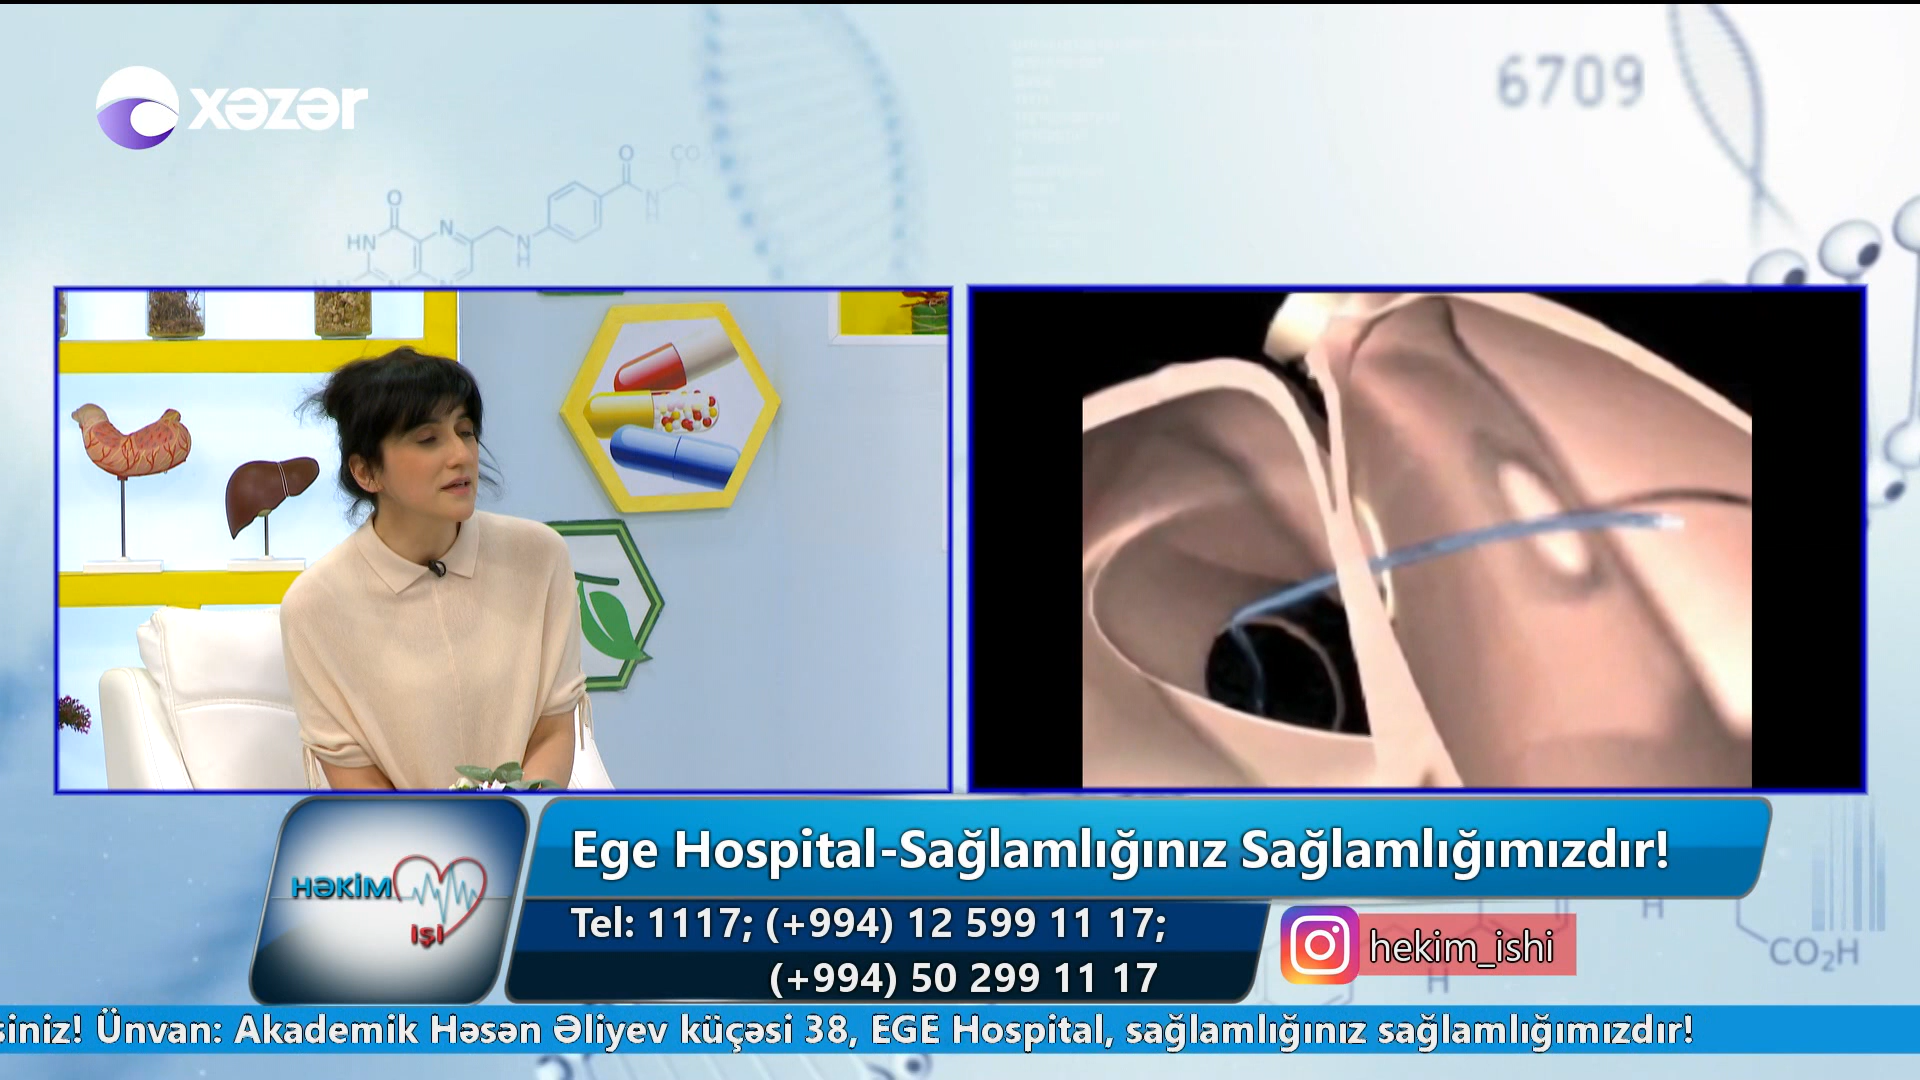 xəzər
6709
O
CO
O
HN
N
N
H
N
H
Ege Hospital-Sağlamlığınız Sağlamlığımızdır!
HƏKİM
İŞİ
Tel: 1117; (+994) 12 599 11 17;
(+994) 50 299 11 17
hekim_ishi
H
CO₂H
H
siniz! Ünvan: Akademik Həsən Əliyev küçəsi 38, EGE Hospital, sağlamlığınız sağlamlığımızdır!